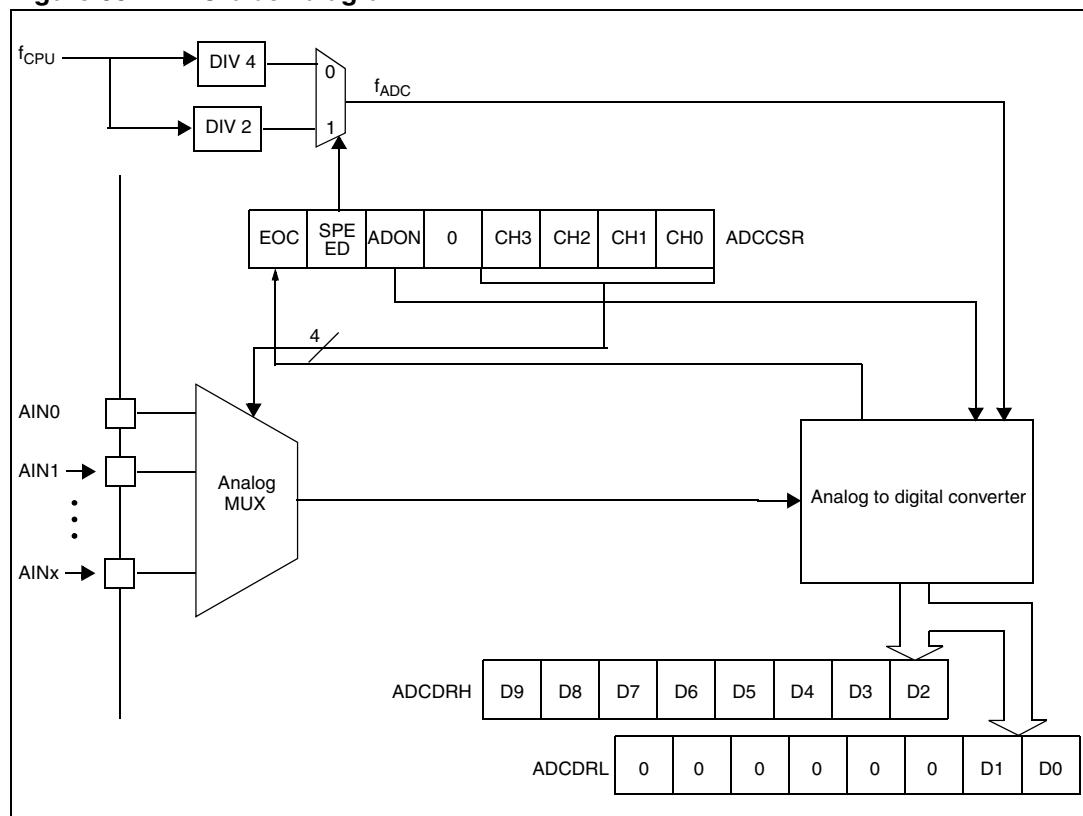 f_CPU
DIV 4
0
f_ADC
DIV 2
1
EOC SPE ED ADON 0 CH3 CH2 CH1 CH0 ADCCSR
4
AIN0
AIN1
Analog
MUX
Analog to digital converter
AINx
ADCDRH D9 D8 D7 D6 D5 D4 D3 D2
ADCDRL 0 0 0 0 0 0 D1 D0